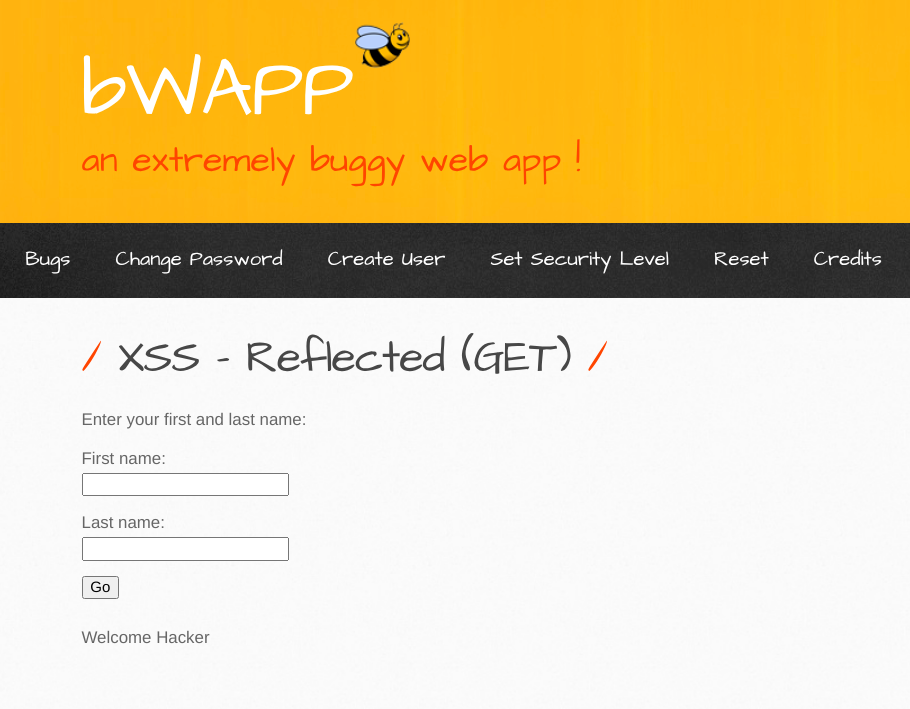 bWAPP
an extremely buggy web app !
Bugs Change Password Create User Set Security Level Reset Credits
/ XSS - Reflected (GET) /
Enter your first and last name:
First name:
Last name:
Go
Welcome Hacker